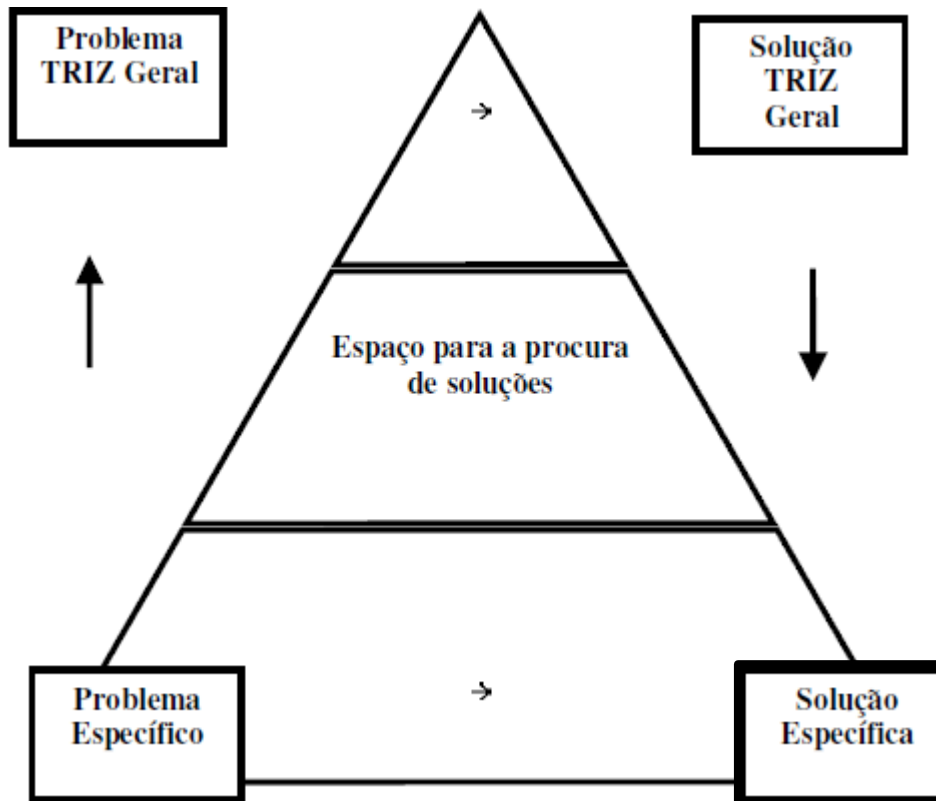 Problema
TRIZ Geral
Solução
TRIZ
Geral
Espaço para a procura
de soluções
Problema
Específico
Solução
Específica